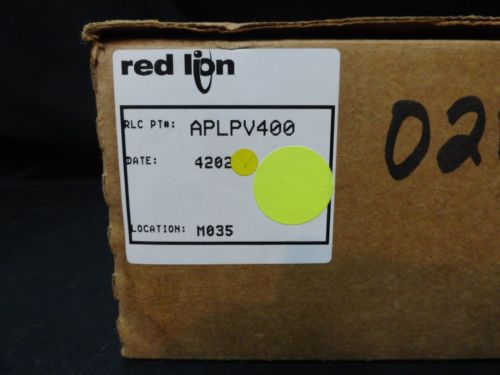 red lion
RLC PT#: APLPV400
DATE: 4202
LOCATION: M035
02